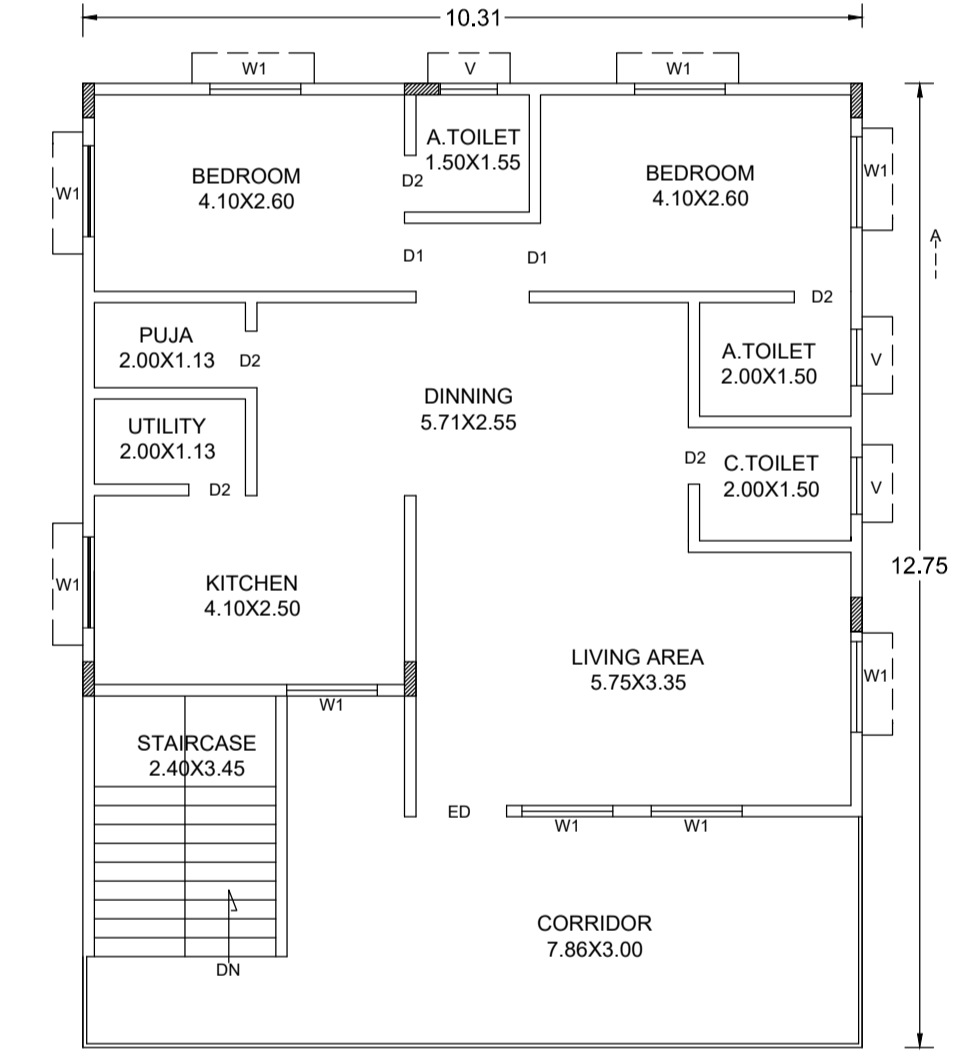 10.31
W1
V
W1
A.TOILET
1.50X1.55
BEDROOM
4.10X2.60
D2
BEDROOM
4.10X2.60
W1
W1
A
D1
D1
D2
PUJA
2.00X1.13
D2
A.TOILET
2.00X1.50
V
DINNING
5.71X2.55
UTILITY
2.00X1.13
D2
D2
C.TOILET
2.00X1.50
V
12.75
KITCHEN
4.10X2.50
W1
LIVING AREA
5.75X3.35
W1
W1
STAIRCASE
2.40X3.45
ED
W1
W1
CORRIDOR
7.86X3.00
DN